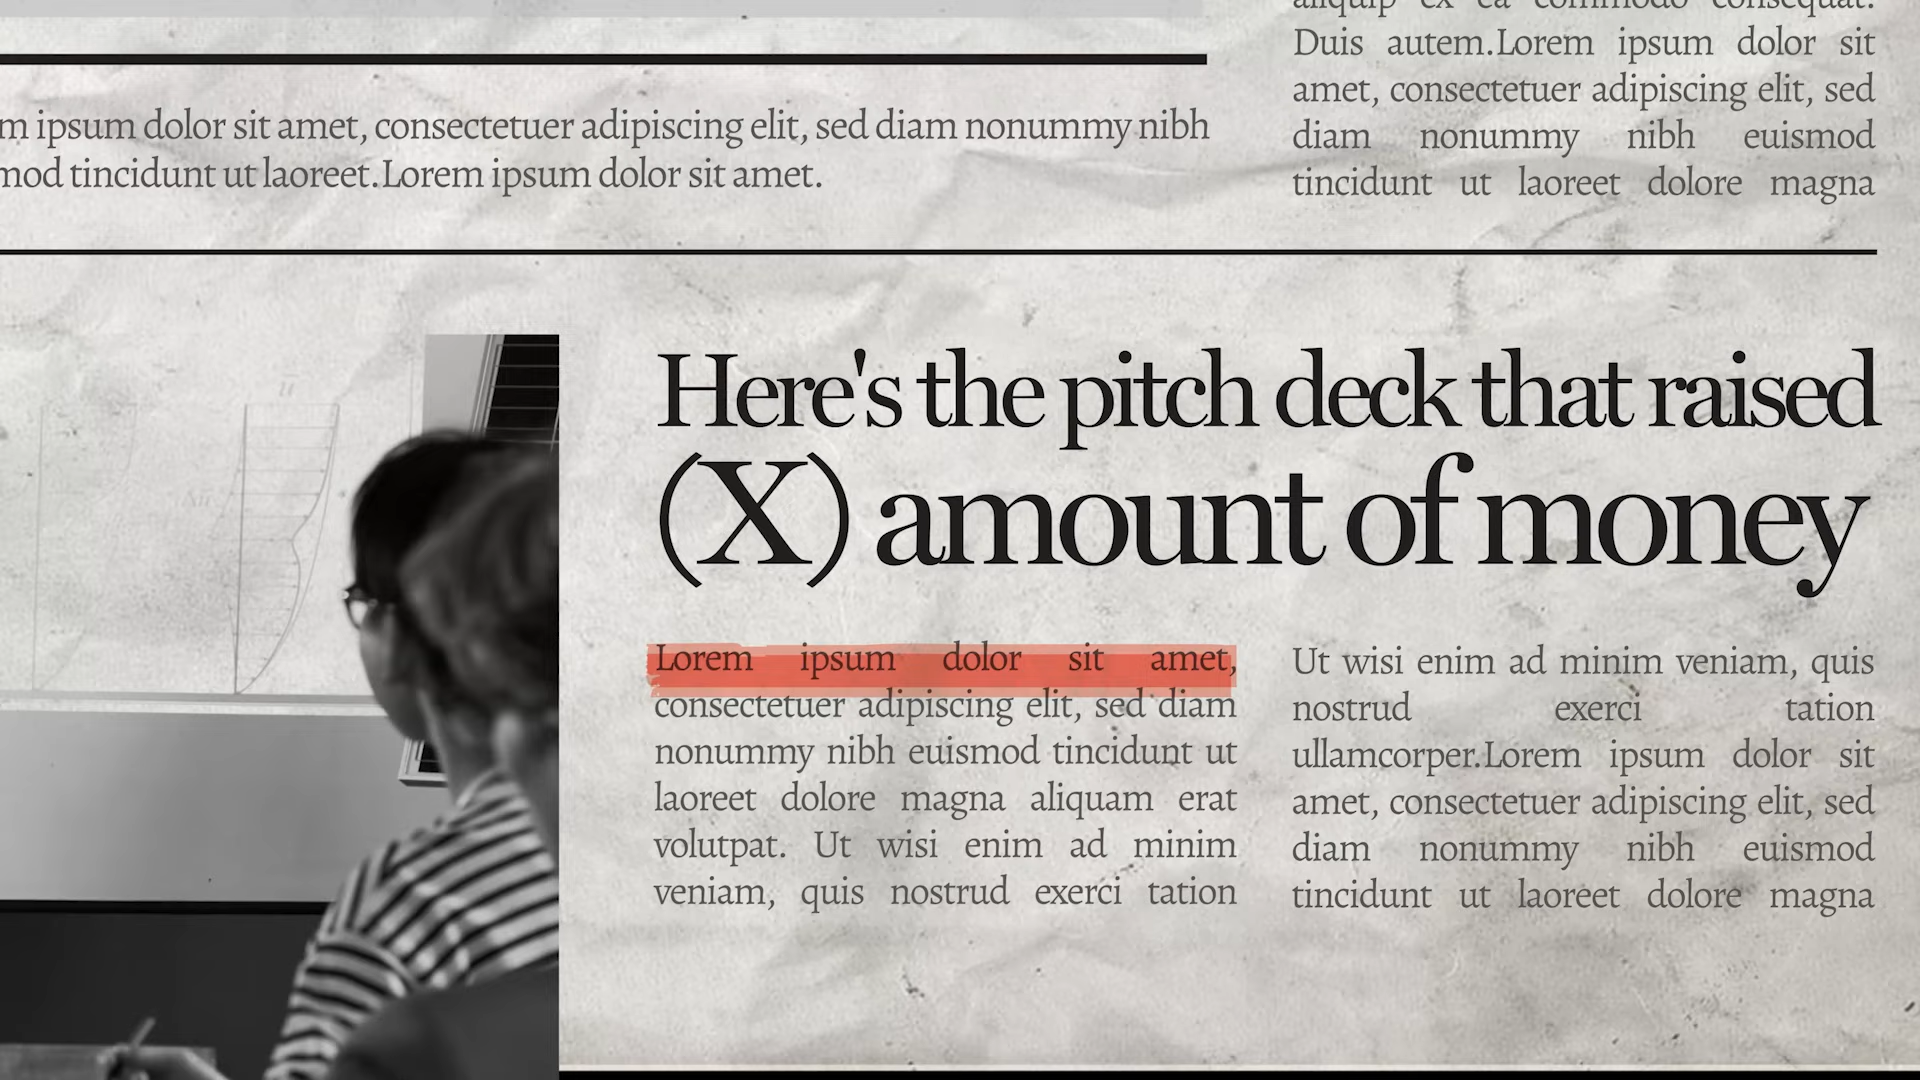 m ipsum dolor sit amet, consectetuer adipiscing elit, sed diam nonummy nibh
mod tincidunt ut laoreet.Lorem ipsum dolor sit amet.
aliquip ex ea commodo consequat.
Duis autem.Lorem ipsum dolor sit
amet, consectetuer adipiscing elit, sed
diam nonummy nibh euismod
tincidunt ut laoreet dolore magna
Here's the pitch deck that raised
(X) amount of money
Lorem ipsum dolor sit amet,
consectetuer adipiscing elit, sed diam
nonummy nibh euismod tincidunt ut
laoreet dolore magna aliquam erat
volutpat. Ut wisi enim ad minim
veniam, quis nostrud exerci tation
Ut wisi enim ad minim veniam, quis
nostrud exerci tation
ullamcorper.Lorem ipsum dolor sit
amet, consectetuer adipiscing elit, sed
diam nonummy nibh euismod
tincidunt ut laoreet dolore magna